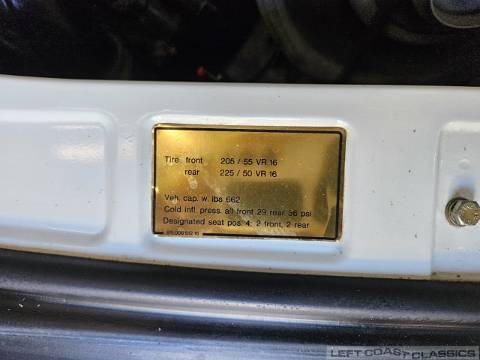 Tire front 205 / 55 VR 16
rear 225 / 50 VR 16
Veh. cap. w. lbs 662
Cold infl. press. all front 29 rear 36 psi
Designated seat pos. 4: 2 front, 2 rear
LEFT COAST CLASSICS